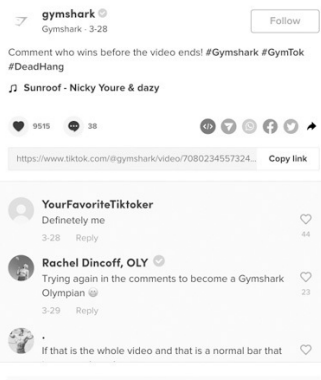 gymshark
Gymshark · 3-28
Follow
Comment who wins before the video ends! #Gymshark #GymTok
#DeadHang
♫ Sunroof - Nicky Youre & dazy
9515
38
https://www.tiktok.com/@gymshark/video/7080234557324...
Copy link
YourFavoriteTiktoker
Definetely me
3-28 Reply
44
Rachel Dincoff, OLY
Trying again in the comments to become a Gymshark
Olympian
23
3-29 Reply
.
If that is the whole video and that is a normal bar that